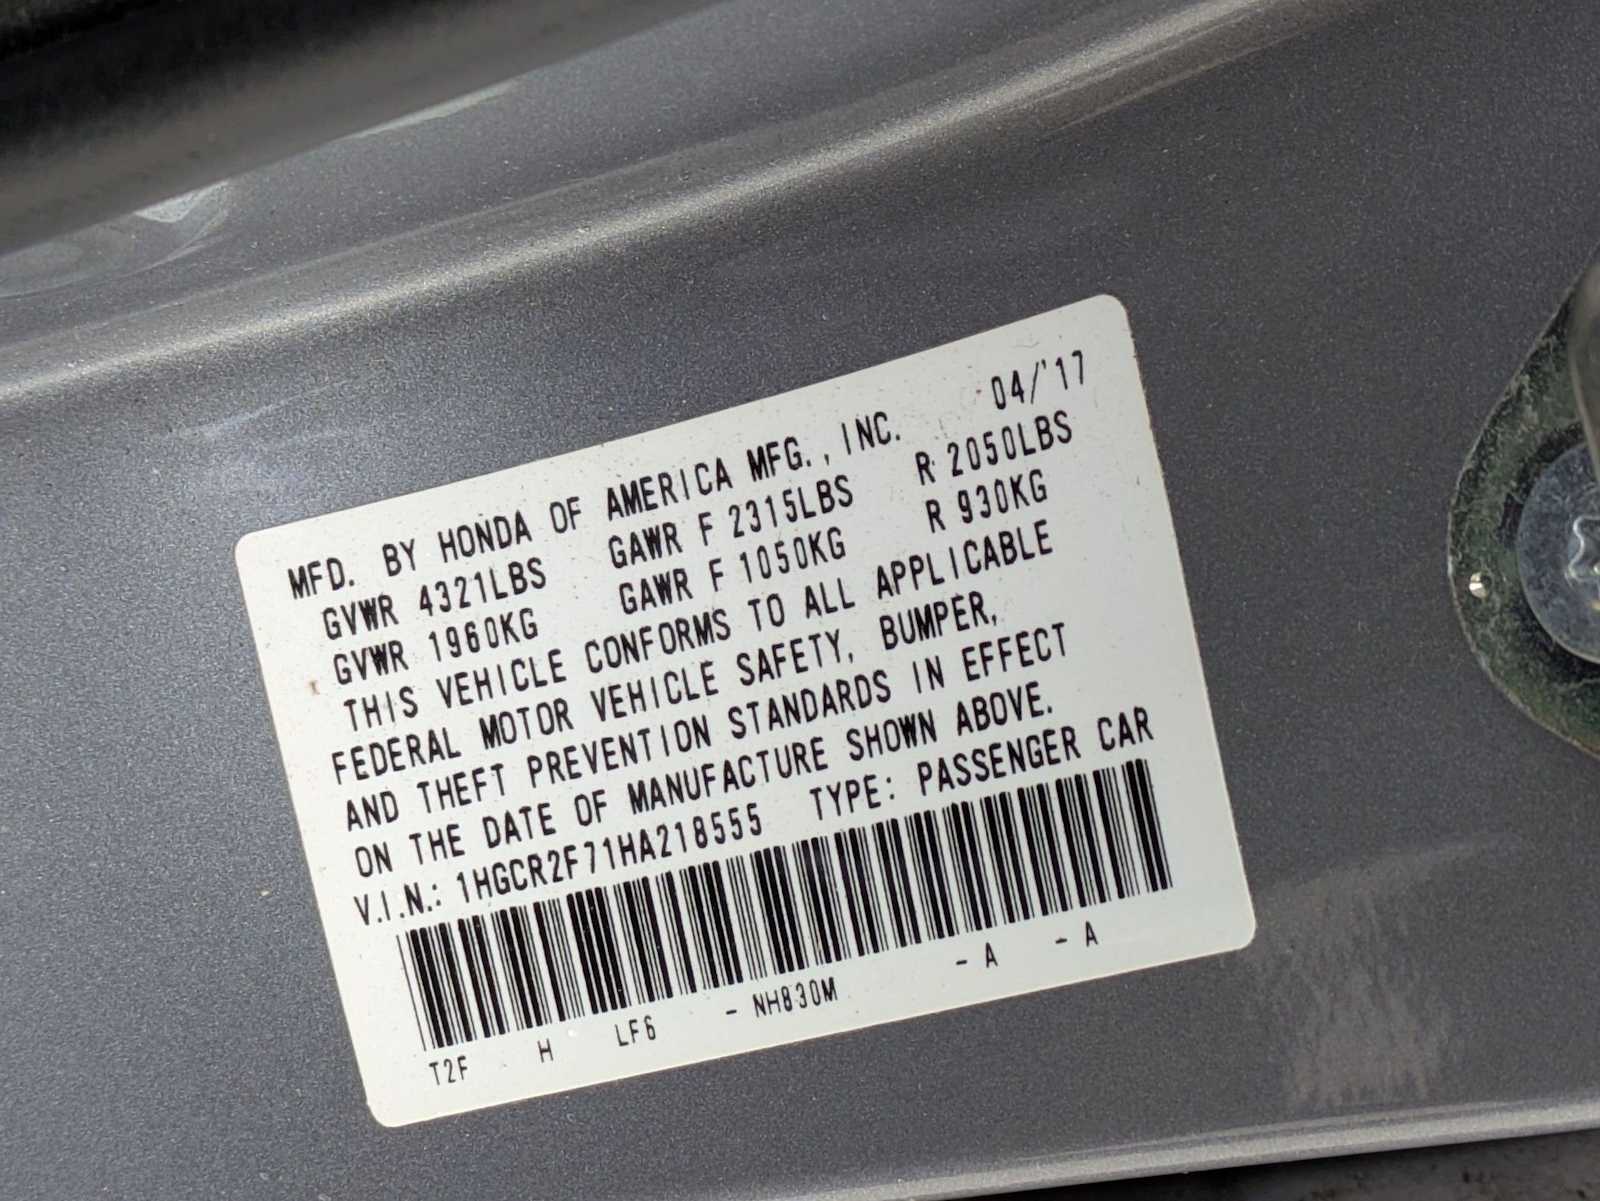 04/'17
MFD. BY HONDA OF AMERICA MFG., INC.
GVWR 4321LBS GAWR F 2315LBS R 2050LBS
GVWR 1960KG GAWR F 1050KG R 930KG
THIS VEHICLE CONFORMS TO ALL APPLICABLE
FEDERAL MOTOR VEHICLE SAFETY, BUMPER,
AND THEFT PREVENTION STANDARDS IN EFFECT
ON THE DATE OF MANUFACTURE SHOWN ABOVE.
V.I.N.: 1HGCR2F71HA218555 TYPE: PASSENGER CAR
T2F H LF6 - NH830M - A - A